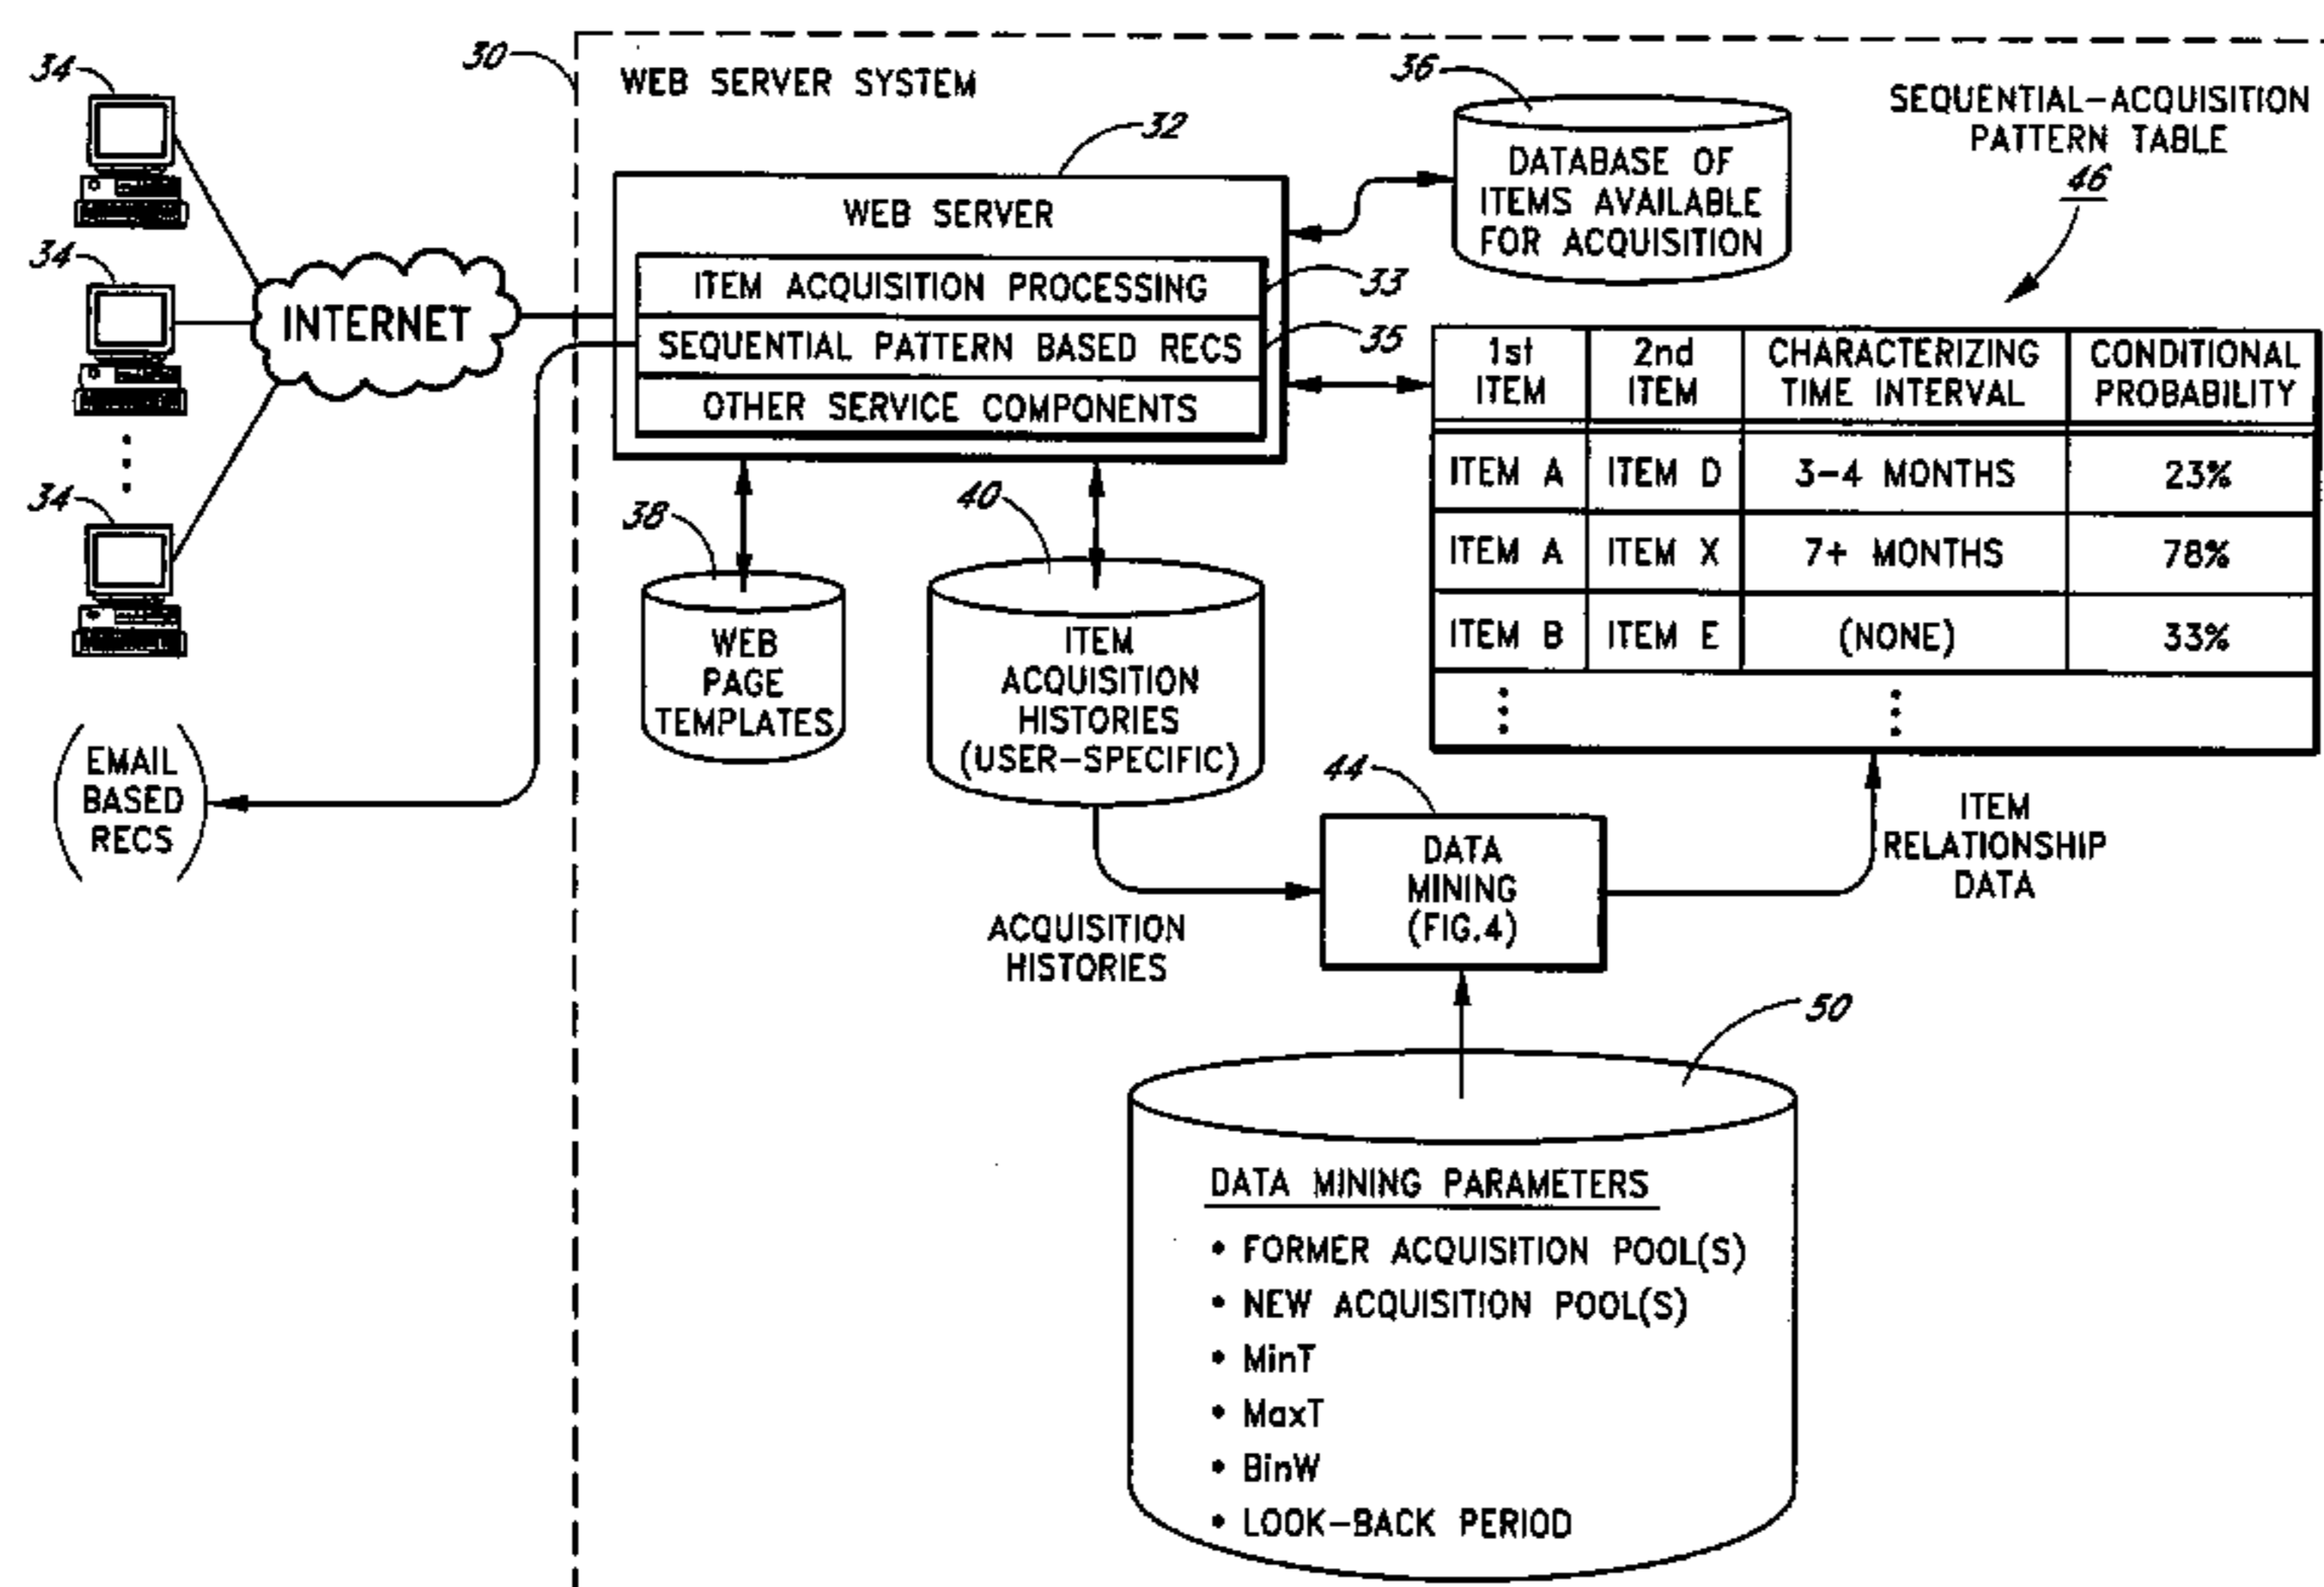 30
WEB SERVER SYSTEM
34
34
34
INTERNET
(EMAIL
BASED
RECS)
32
WEB SERVER
ITEM ACQUISITION PROCESSING
33
SEQUENTIAL PATTERN BASED RECS
35
OTHER SERVICE COMPONENTS
36
DATABASE OF
ITEMS AVAILABLE
FOR ACQUISITION
SEQUENTIAL-ACQUISITION
PATTERN TABLE
46
1st ITEM 2nd ITEM CHARACTERIZING TIME INTERVAL CONDITIONAL PROBABILITY
ITEM A ITEM D 3-4 MONTHS 23%
ITEM A ITEM X 7+ MONTHS 78%
ITEM B ITEM E (NONE) 33%
38
WEB
PAGE
TEMPLATES
40
ITEM
ACQUISITION
HISTORIES
(USER-SPECIFIC)
ACQUISITION
HISTORIES
44
DATA
MINING
(FIG.4)
ITEM
RELATIONSHIP
DATA
50
DATA MINING PARAMETERS
• FORMER ACQUISITION POOL(S)
• NEW ACQUISITION POOL(S)
• MinT
• MaxT
• BinW
• LOOK-BACK PERIOD